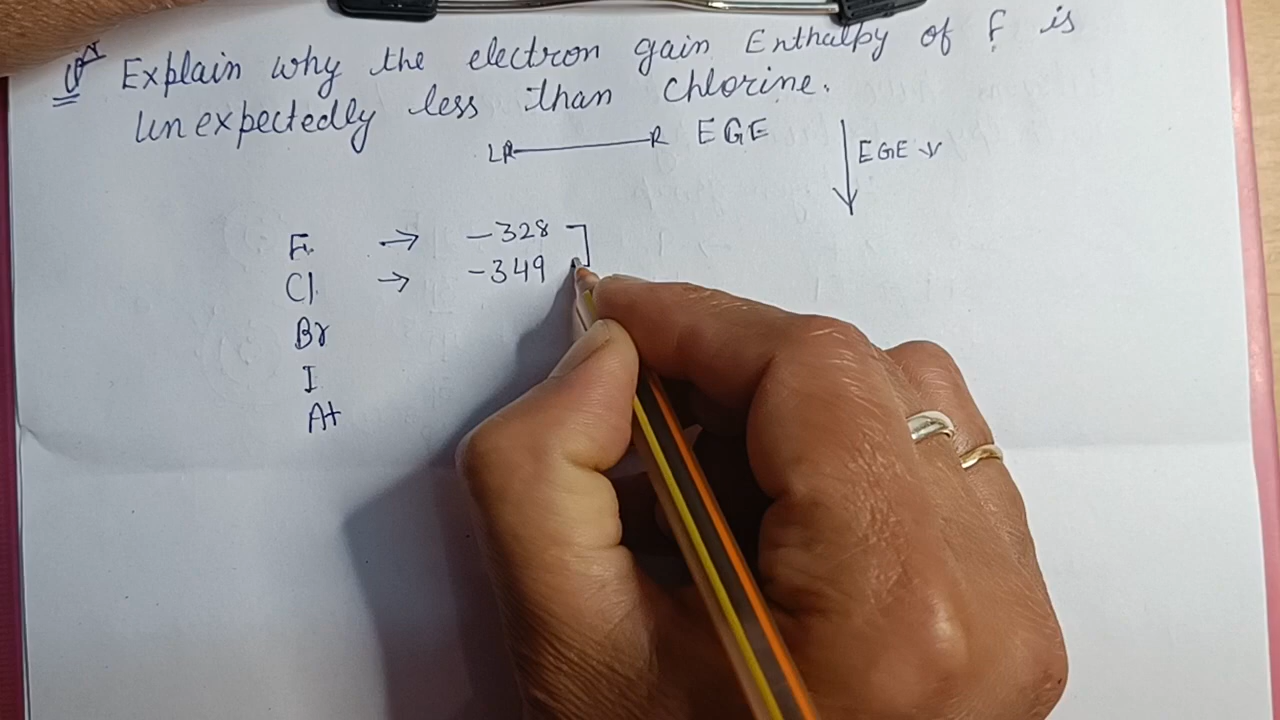 Qn Explain why the electron gain Enthalpy of F is
unexpectedly less than chlorine.
LR R EGE
EGE ↓
F → -328
Cl → -349
Br
I
At